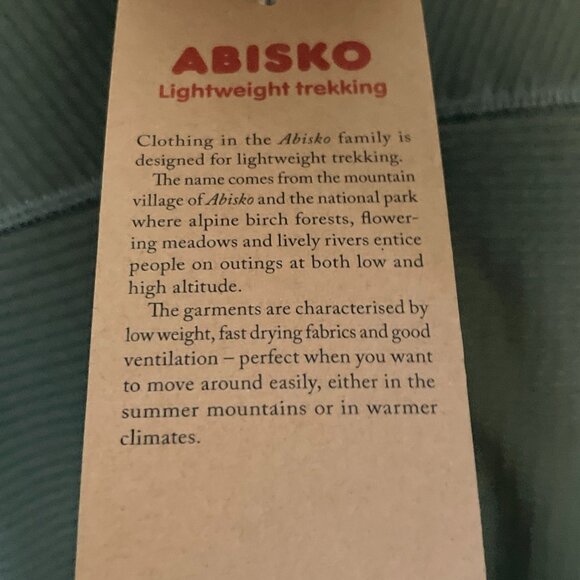 ABISKO
Lightweight trekking
Clothing in the Abisko family is
designed for lightweight trekking.
The name comes from the mountain
village of Abisko and the national park
where alpine birch forests, flower-
ing meadows and lively rivers entice
people on outings at both low and
high altitude.
The garments are characterised by
low weight, fast drying fabrics and good
ventilation – perfect when you want
to move around easily, either in the
summer mountains or in warmer
climates.